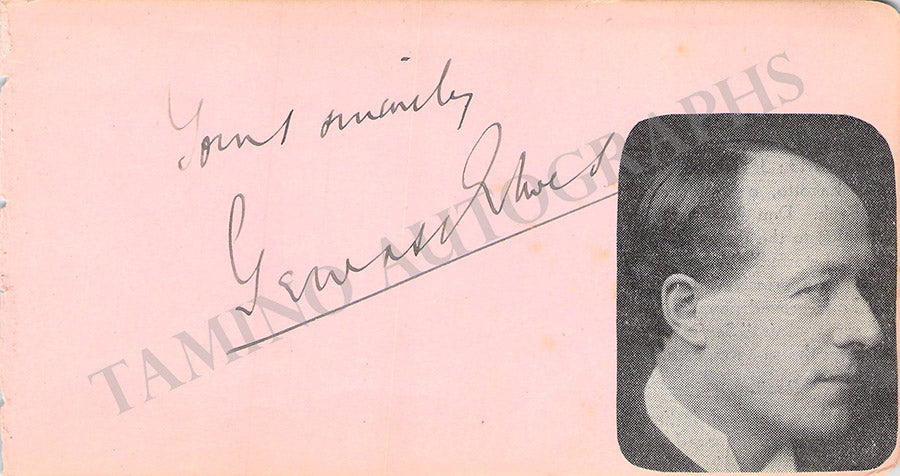 Yours sincerely
Gervase Elwes
TAMINO AUTOGRAPHS